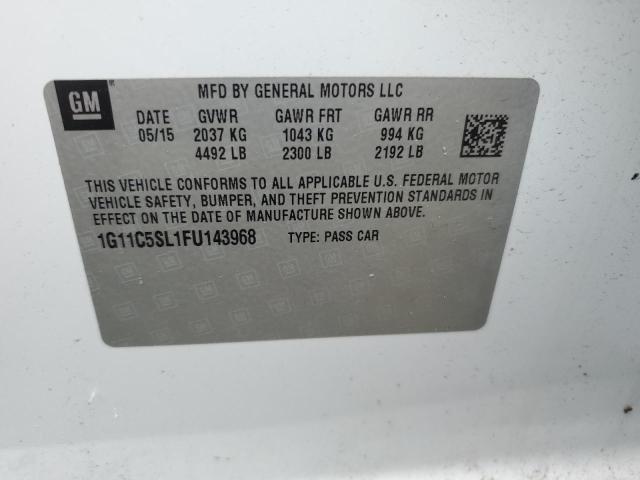 GM
MFD BY GENERAL MOTORS LLC
DATE GVWR GAWR FRT GAWR RR
05/15 2037 KG 1043 KG 994 KG
4492 LB 2300 LB 2192 LB
THIS VEHICLE CONFORMS TO ALL APPLICABLE U.S. FEDERAL MOTOR
VEHICLE SAFETY, BUMPER, AND THEFT PREVENTION STANDARDS IN
EFFECT ON THE DATE OF MANUFACTURE SHOWN ABOVE.
1G11C5SL1FU143968 TYPE: PASS CAR